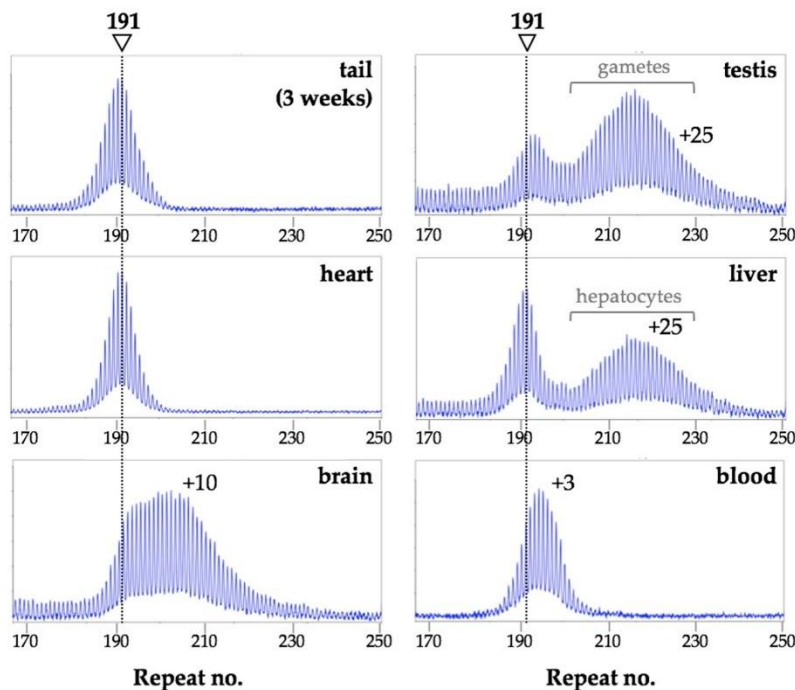 191
191
tail
(3 weeks)
170 190 210 230 250
gametes
testis
+25
170 190 210 230 250
heart
170 190 210 230 250
hepatocytes
liver
+25
170 190 210 230 250
brain
+10
170 190 210 230 250
blood
+3
170 190 210 230 250
Repeat no.
Repeat no.